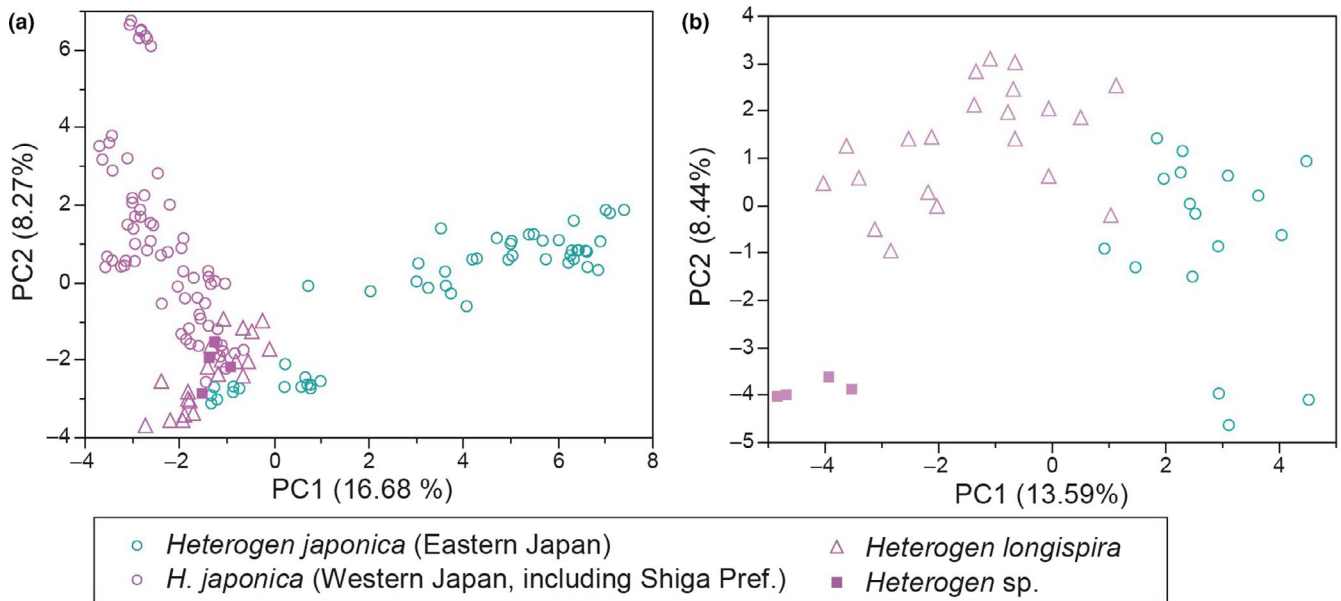 (a)
6
4
2
0
−2
−4
−4 −2 0 2 4 6 8
PC2 (8.27%)
PC1 (16.68 %)
(b)
4
3
2
1
0
−1
−2
−3
−4
−5
−4 −2 0 2 4
PC2 (8.44%)
PC1 (13.59%)
Heterogen japonica (Eastern Japan)
H. japonica (Western Japan, including Shiga Pref.)
Heterogen longispira
Heterogen sp.